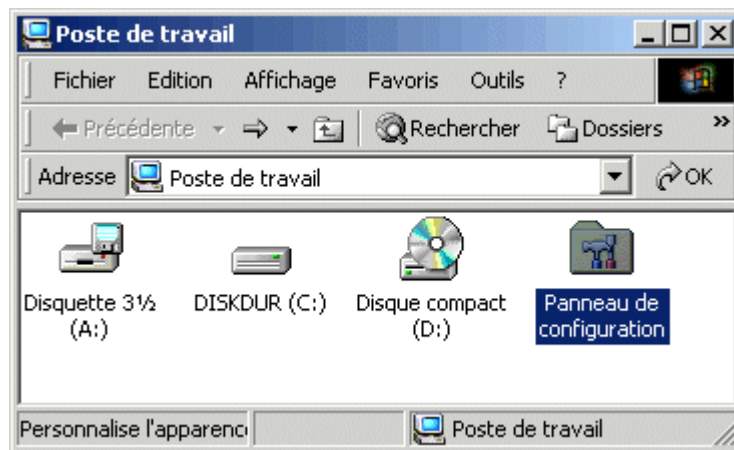 Poste de travail
Fichier Edition Affichage Favoris Outils ?
Précédente Rechercher Dossiers »
Adresse Poste de travail OK
Disquette 3½ (A:)
DISKDUR (C:)
Disque compact (D:)
Panneau de configuration
Personnalise l'apparenc Poste de travail